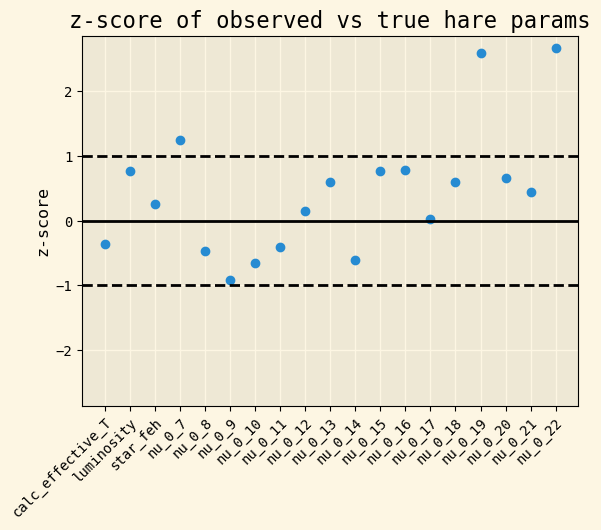 z-score of observed vs true hare params
z-score
2
1
0
−1
−2
calc_effective_T
luminosity
star_feh
nu_0_7
nu_0_8
nu_0_9
nu_0_10
nu_0_11
nu_0_12
nu_0_13
nu_0_14
nu_0_15
nu_0_16
nu_0_17
nu_0_18
nu_0_19
nu_0_20
nu_0_21
nu_0_22